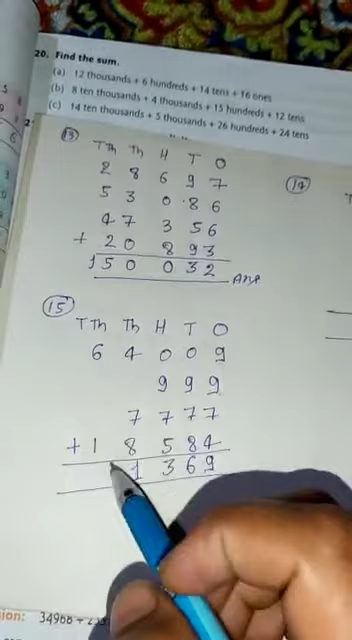 20. Find the sum.
(a) 12 thousands + 6 hundreds + 14 tens + 16 ones
(b) 8 ten thousands + 4 thousands + 15 hundreds + 12 tens
(c) 14 ten thousands + 5 thousands + 26 hundreds + 24 tens
13
T Th Th H T O
2 8 6 9 7
5 3 0 8 6
4 7 3 5 6
+ 2 0 8 9 3
1 5 0 0 3 2 Ans
14
15
T Th Th H T O
6 4 0 0 9
9 9 9
7 7 7 7
+ 1 8 5 8 4
1 3 6 9